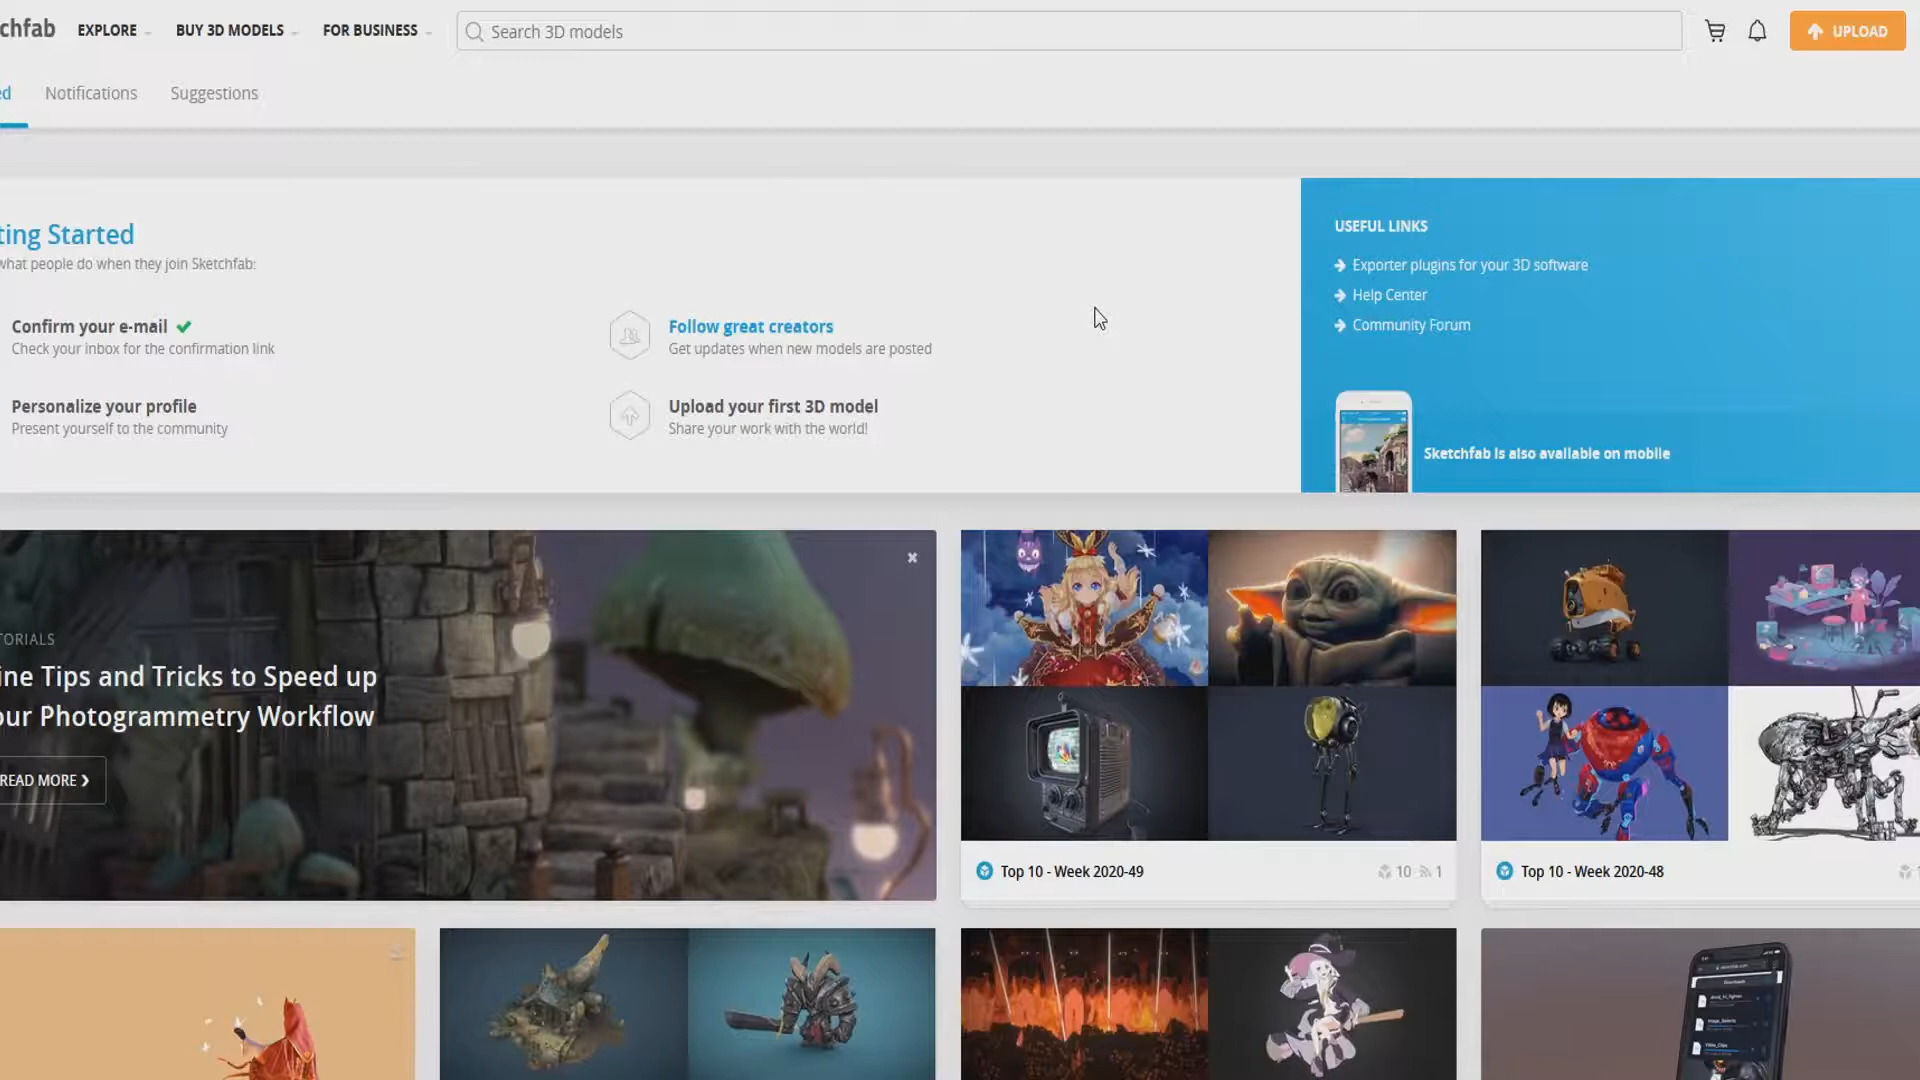 chfab EXPLORE BUY 3D MODELS FOR BUSINESS Search 3D models UPLOAD
ed Notifications Suggestions
ting Started
what people do when they join Sketchfab:
Confirm your e-mail
Check your inbox for the confirmation link
Follow great creators
Get updates when new models are posted
Personalize your profile
Present yourself to the community
Upload your first 3D model
Share your work with the world!
USEFUL LINKS
Exporter plugins for your 3D software
Help Center
Community Forum
Sketchfab is also available on mobile
TORIALS
ine Tips and Tricks to Speed up
our Photogrammetry Workflow
READ MORE
Top 10 - Week 2020-49 10 1
Top 10 - Week 2020-48 1